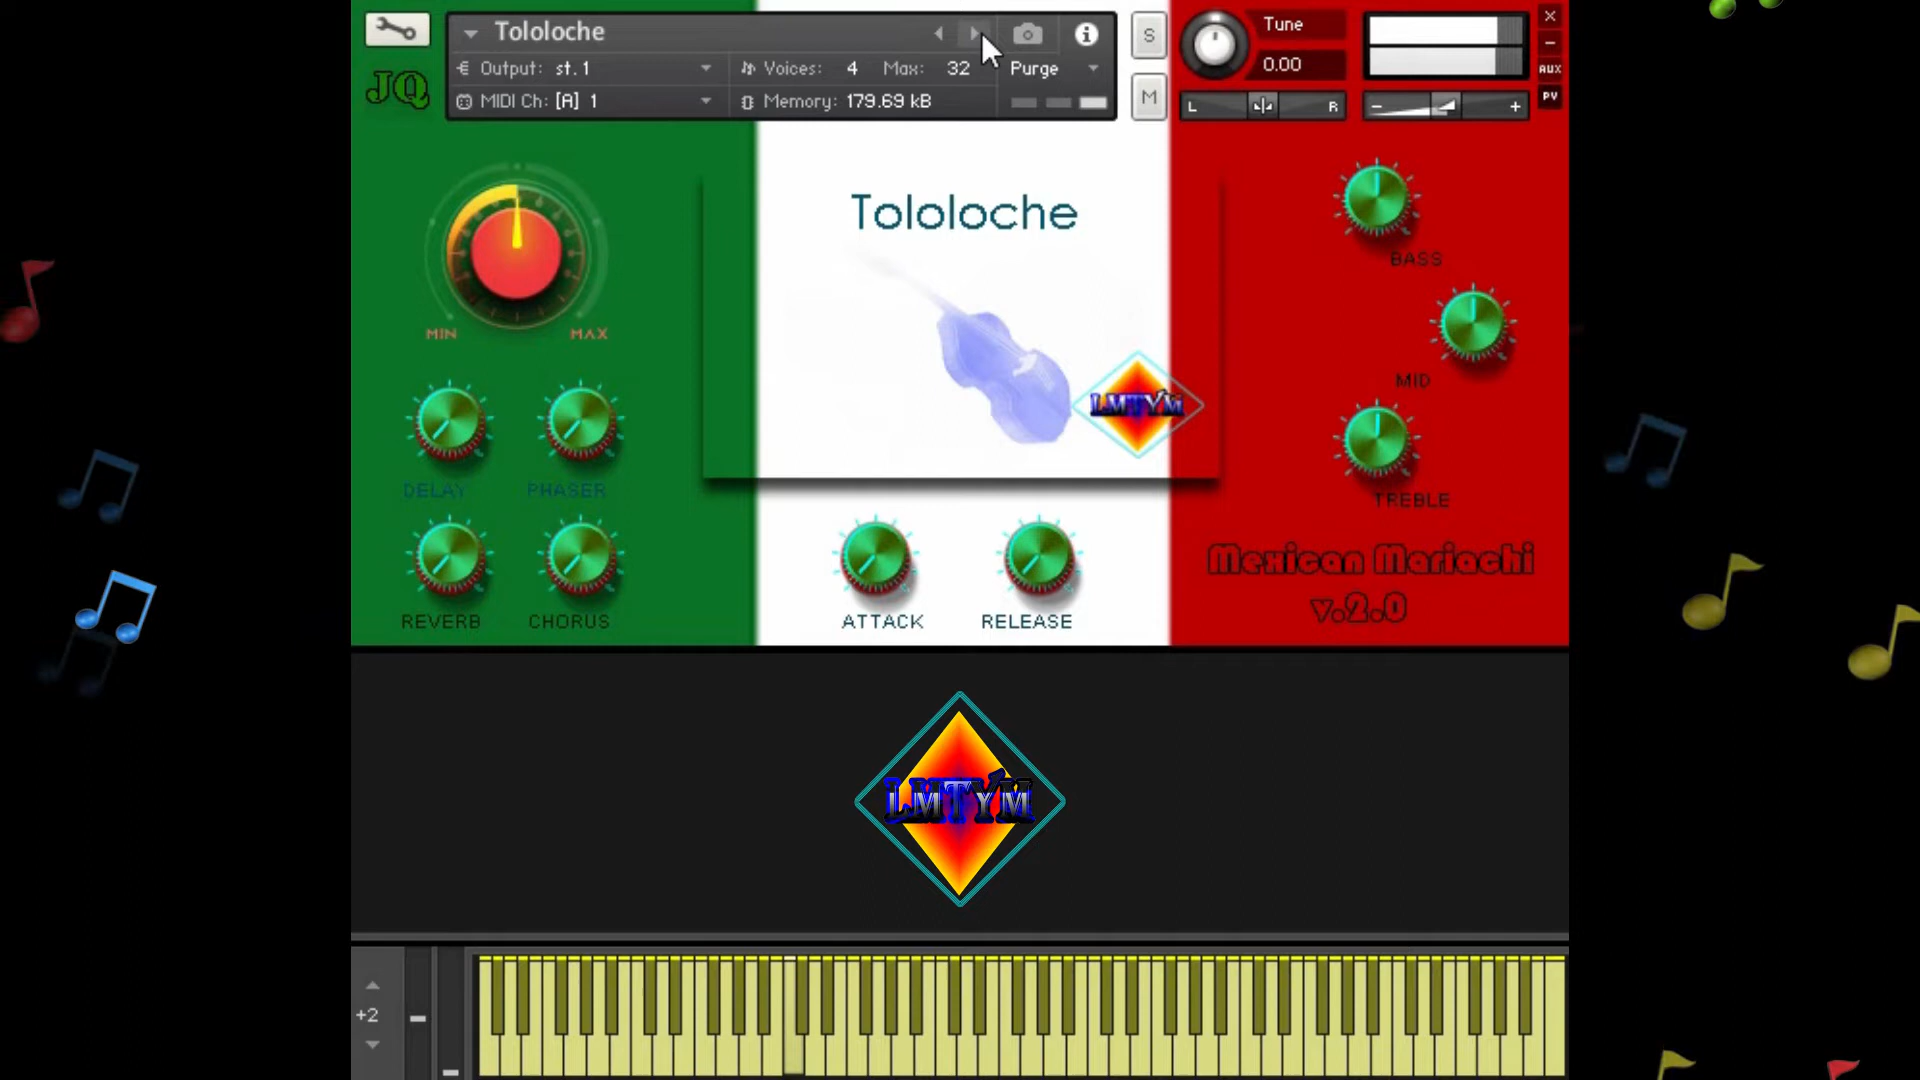 Tololoche
Output: st.1
Voices: 4 Max: 32
Purge
MIDI Ch: [A] 1
Memory: 179.69 kB
JQ
S
M
Tune
0.00
L R
- +
x
-
AUX
PV
Tololoche
MIN MAX
DELAY PHASER
REVERB CHORUS
LMTYM
ATTACK RELEASE
BASS
MID
TREBLE
Mexican Mariachi
v.2.0
LMTYM
+2